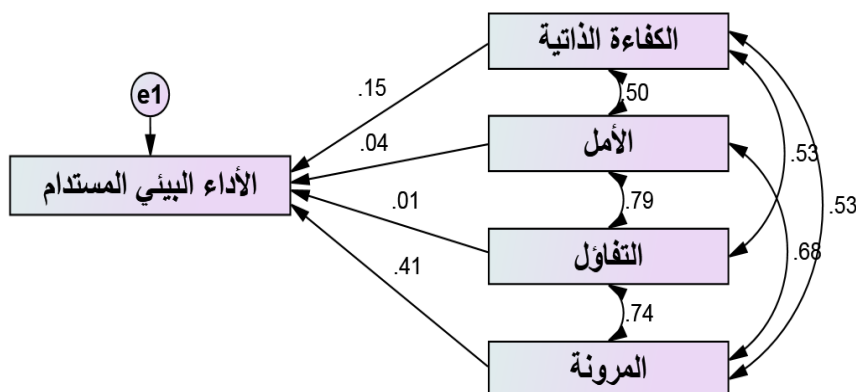 الكفاءة الذاتية
e1
.15
.50
الأمل
.04
.53
الأداء البيئي المستدام
.01
.79
.53
التفاؤل
.68
.41
.74
المرونة